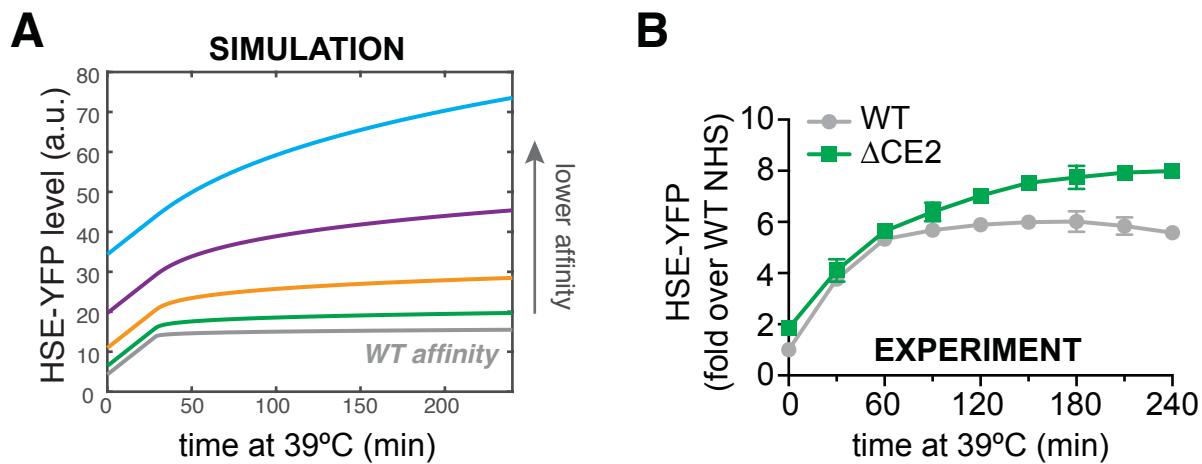 A
SIMULATION
HSE-YFP level (a.u.)
80
70
60
50
40
30
20
10
0
lower affinity
WT affinity
0
50
100
150
200
time at 39ºC (min)
B
HSE-YFP
(fold over WT NHS)
WT
ΔCE2
10
8
6
4
2
0
EXPERIMENT
0
60
120
180
240
time at 39ºC (min)